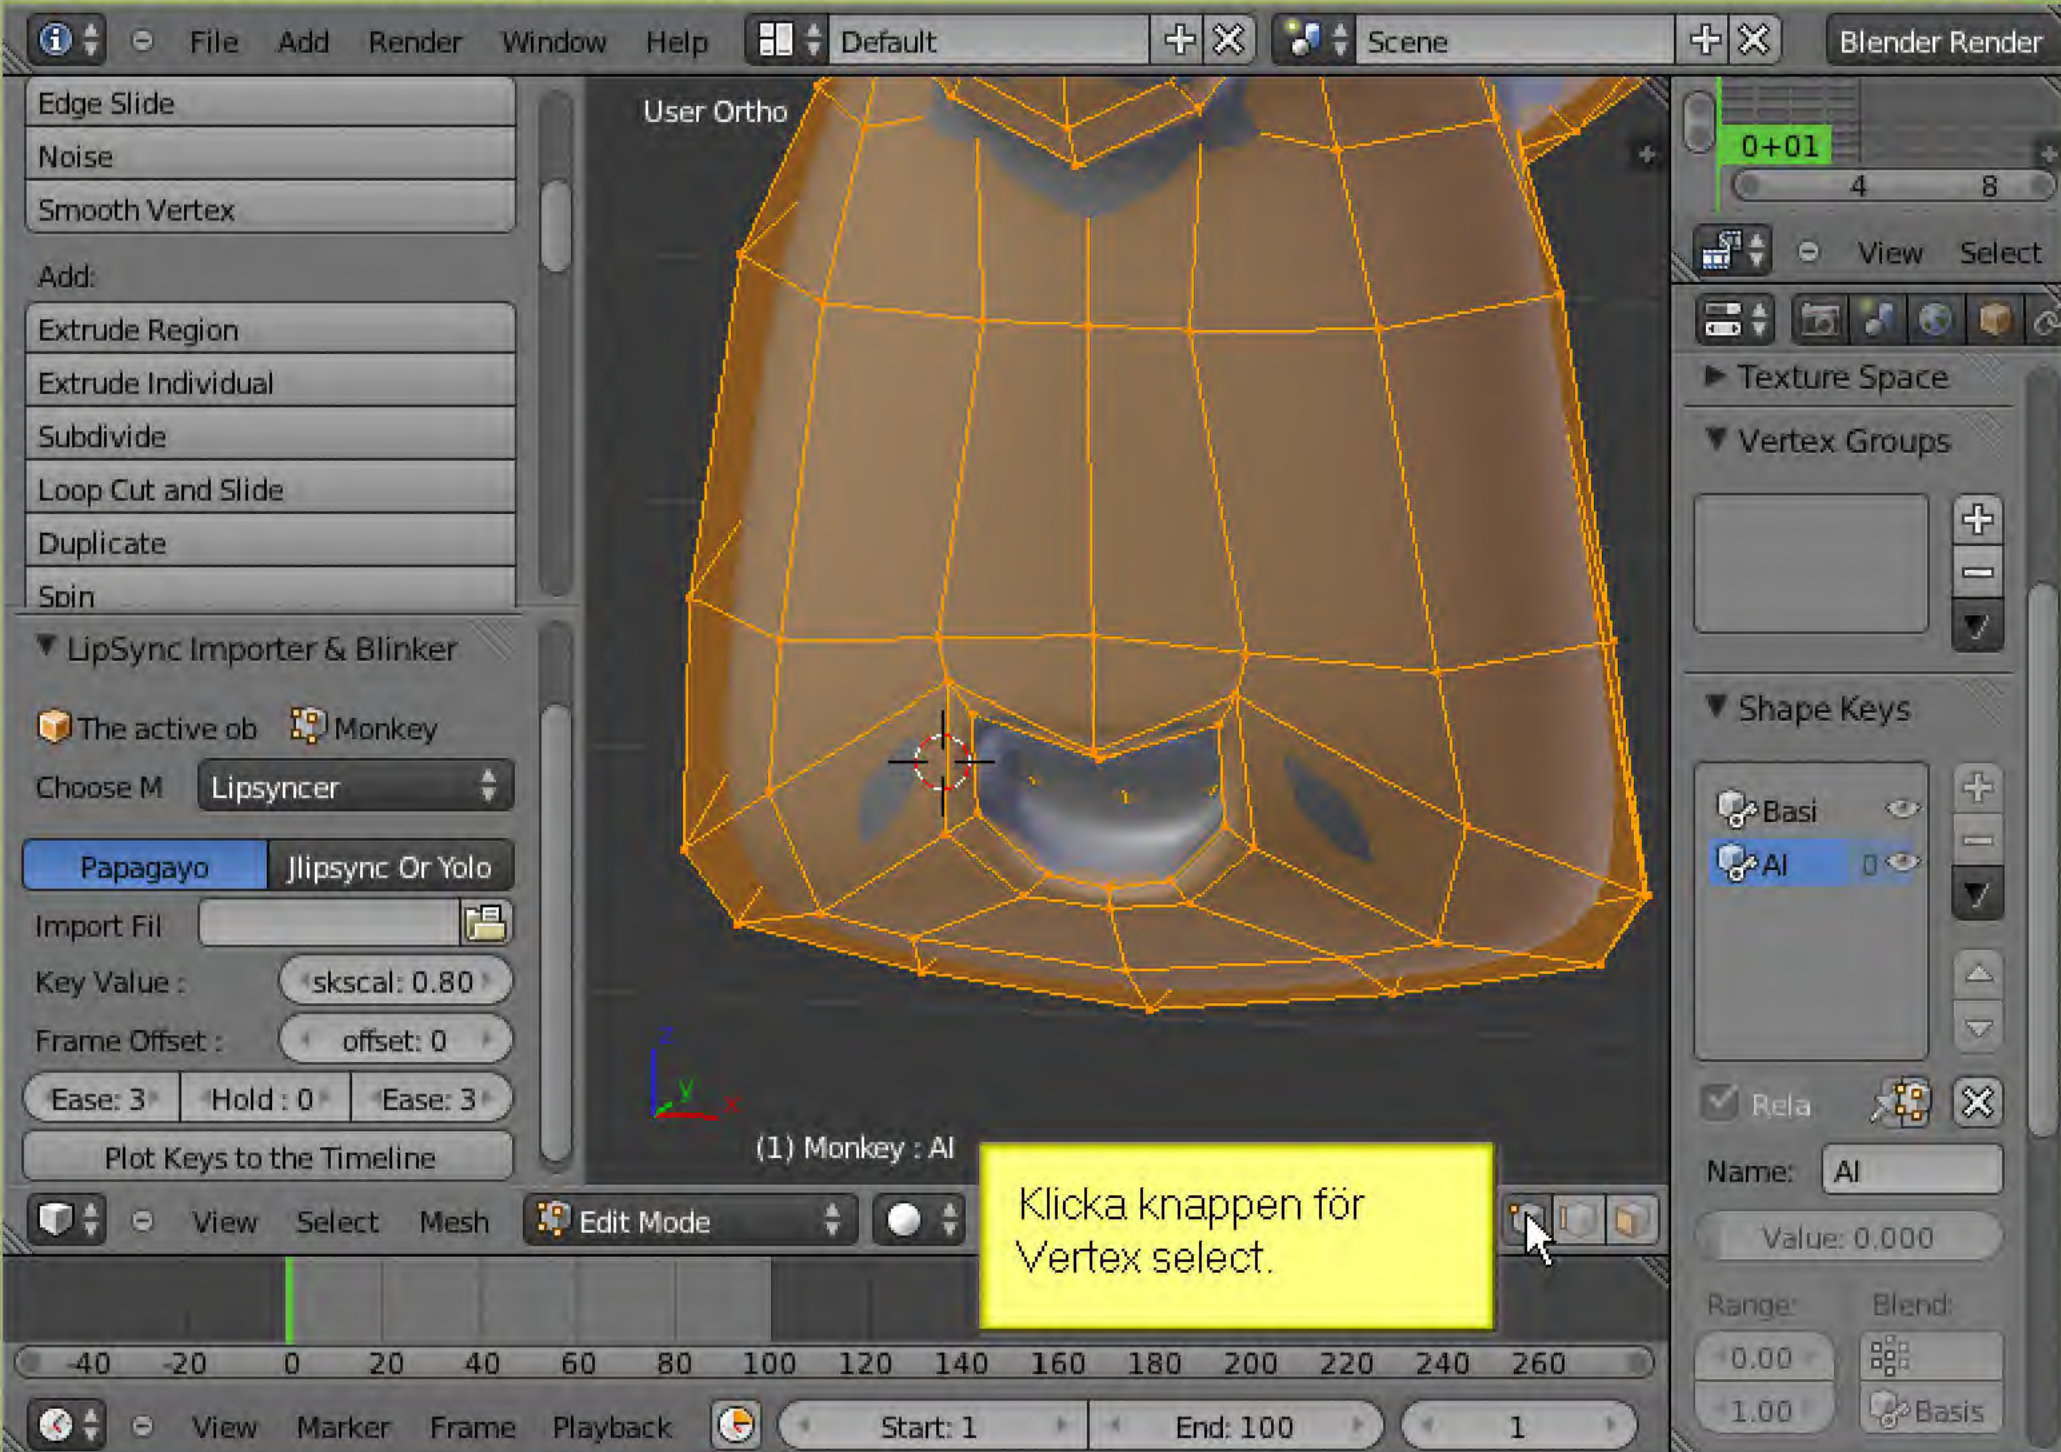 File Add Render Window Help Default Scene Blender Render
Edge Slide
Noise
Smooth Vertex
Add:
Extrude Region
Extrude Individual
Subdivide
Loop Cut and Slide
Duplicate
Spin
LipSync Importer & Blinker
The active ob Monkey
Choose M Lipsyncer
Papagayo Jlipsync Or Yolo
Import Fil
Key Value : skscal: 0.80
Frame Offset : offset: 0
Ease: 3 Hold : 0 Ease: 3
Plot Keys to the Timeline
User Ortho
z
y
x
(1) Monkey : AI
Klicka knappen för
Vertex select.
View Select Mesh Edit Mode
-40 -20 0 20 40 60 80 100 120 140 160 180 200 220 240 260
View Marker Frame Playback Start: 1 End: 100 1
0+01
4 8
View Select
Texture Space
Vertex Groups
Shape Keys
Basi
AI 0
Rela
Name: AI
Value: 0.000
Range: Blend:
0.00
1.00 Basis